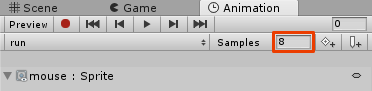 Scene Game Animation
Preview 0
run Samples 8
mouse : Sprite